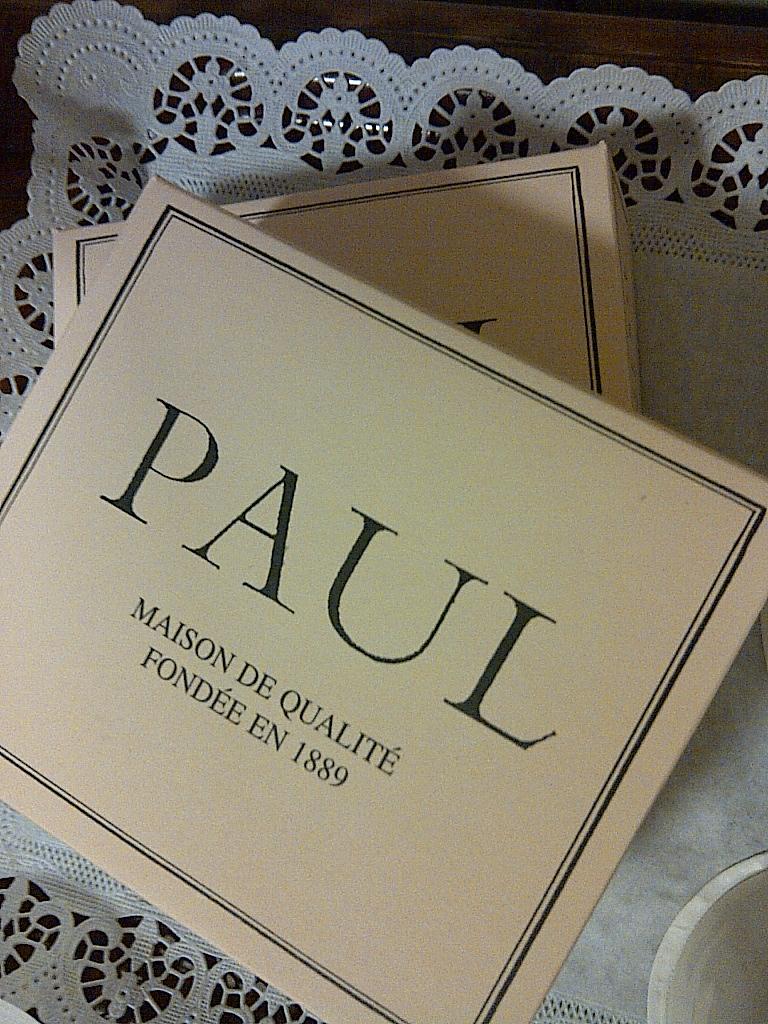 PAUL
MAISON DE QUALITÉ
FONDÉE EN 1889